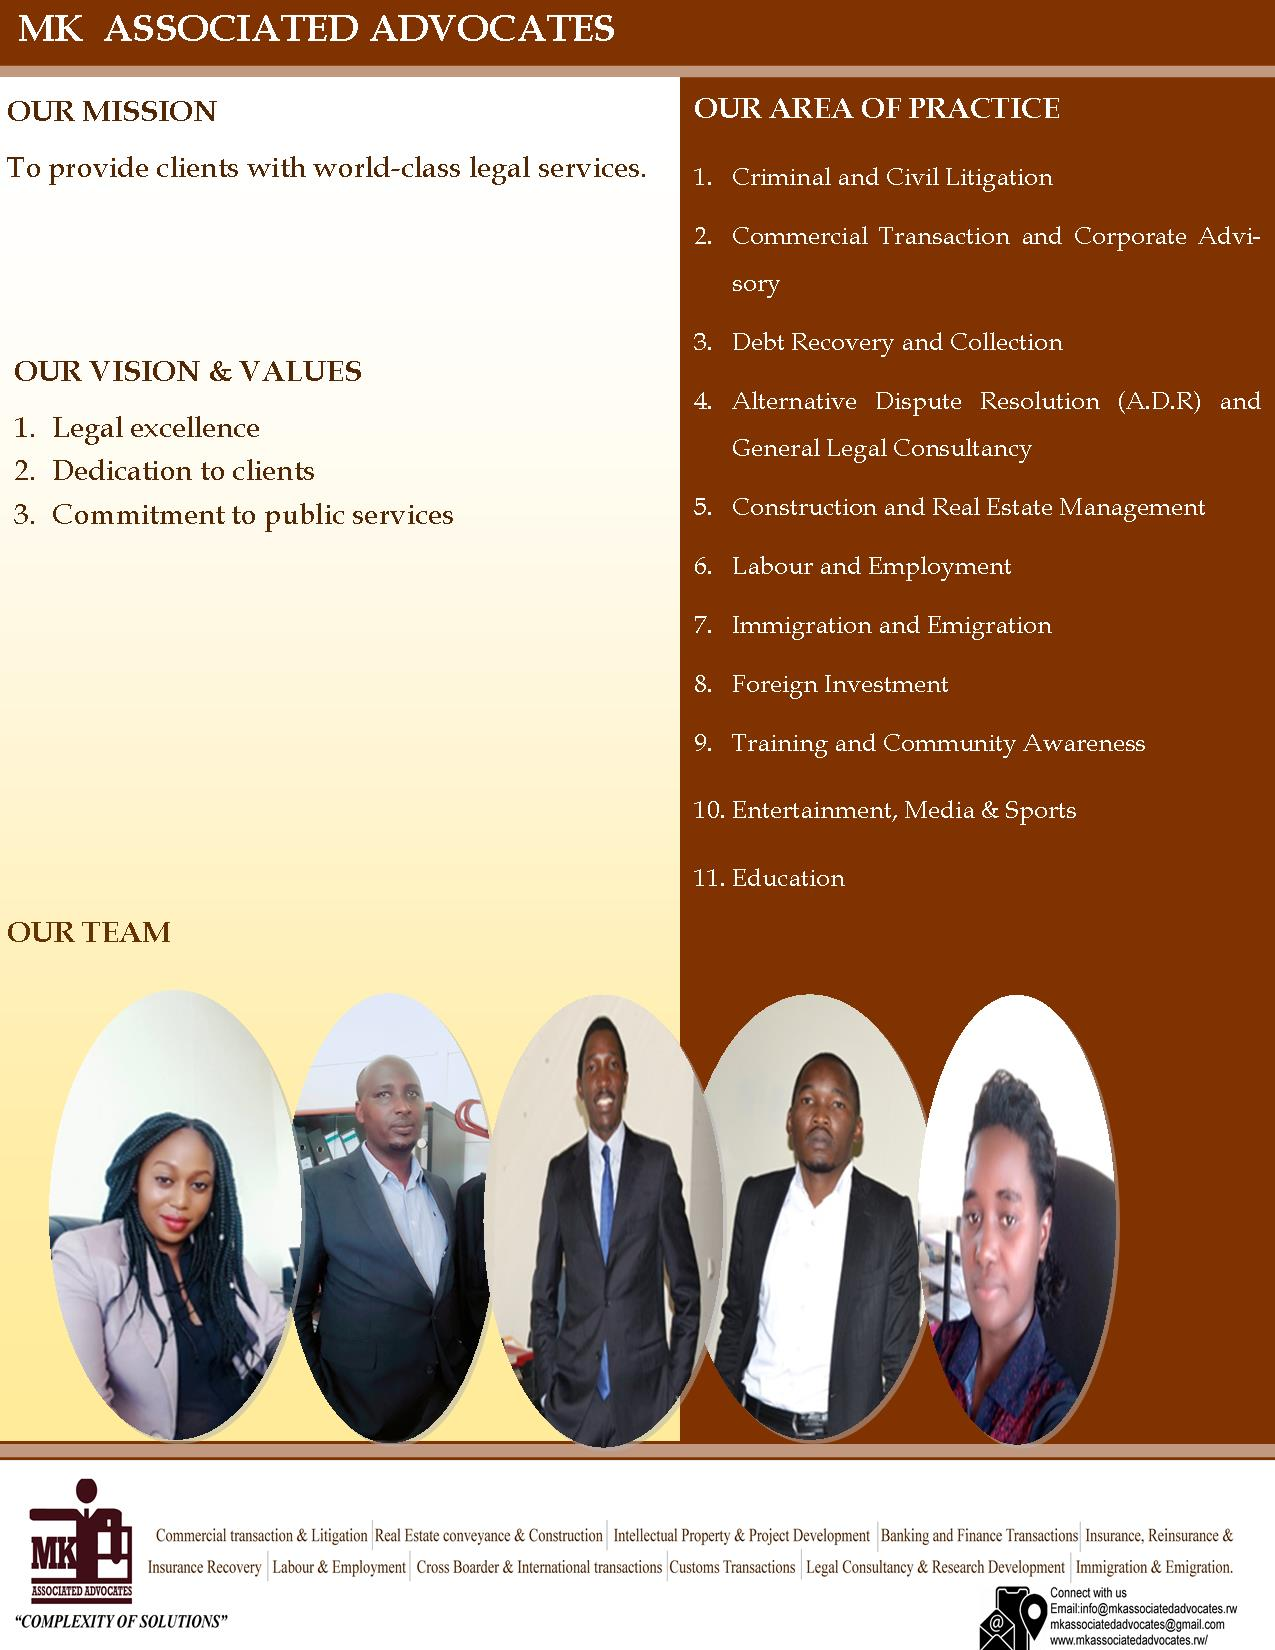 MK ASSOCIATED ADVOCATES
OUR MISSION
To provide clients with world-class legal services.
OUR VISION & VALUES
1. Legal excellence
2. Dedication to clients
3. Commitment to public services
OUR TEAM
OUR AREA OF PRACTICE
1. Criminal and Civil Litigation
2. Commercial Transaction and Corporate Advi-
sory
3. Debt Recovery and Collection
4. Alternative Dispute Resolution (A.D.R) and
General Legal Consultancy
5. Construction and Real Estate Management
6. Labour and Employment
7. Immigration and Emigration
8. Foreign Investment
9. Training and Community Awareness
10. Entertainment, Media & Sports
11. Education
MK
ASSOCIATED ADVOCATES
“COMPLEXITY OF SOLUTIONS”
Commercial transaction & Litigation | Real Estate conveyance & Construction | Intellectual Property & Project Development | Banking and Finance Transactions | Insurance, Reinsurance &
Insurance Recovery | Labour & Employment | Cross Boarder & International transactions | Customs Transactions | Legal Consultancy & Research Development | Immigration & Emigration.
@
Connect with us
Email:info@mkassociatedadvocates.rw
mkassociatedadvocates@gmail.com
www.mkassociatedadvocates.rw/